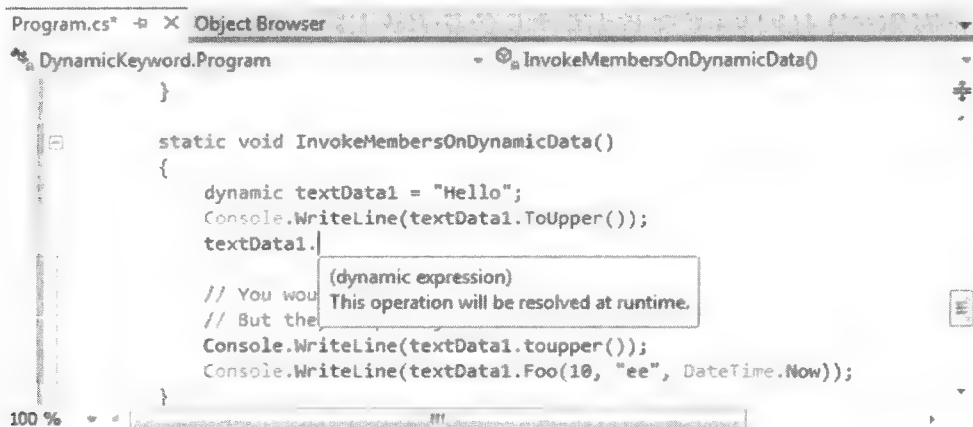 Program.cs* Object Browser
DynamicKeyword.Program InvokeMembersOnDynamicData()
}
static void InvokeMembersOnDynamicData()
{
dynamic textData1 = "Hello";
Console.WriteLine(textData1.ToUpper());
textData1.
(dynamic expression)
// You wou
This operation will be resolved at runtime.
// But the
Console.WriteLine(textData1.toupper());
Console.WriteLine(textData1.Foo(10, "ee", DateTime.Now));
}
100 %